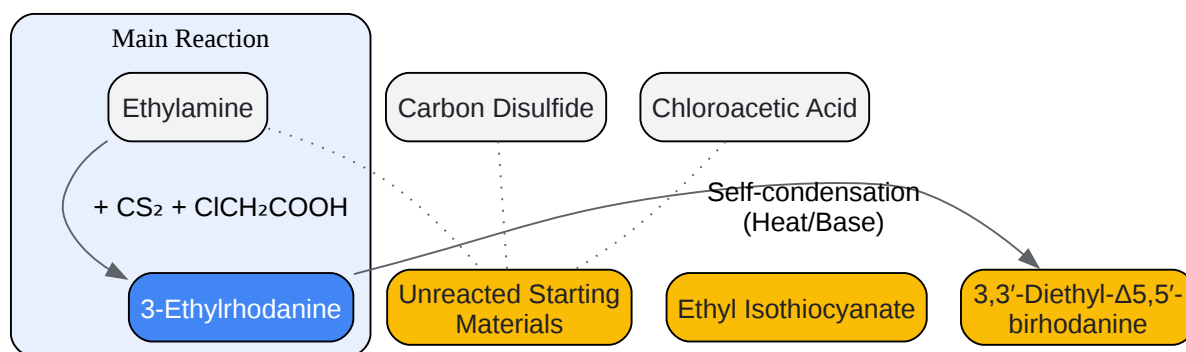 Main Reaction
Ethylamine
Carbon Disulfide
Chloroacetic Acid
+ CS₂ + ClCH₂COOH
Self-condensation
(Heat/Base)
3-Ethylrhodanine
Unreacted Starting
Materials
Ethyl Isothiocyanate
3,3′-Diethyl-Δ5,5′-
birhodanine